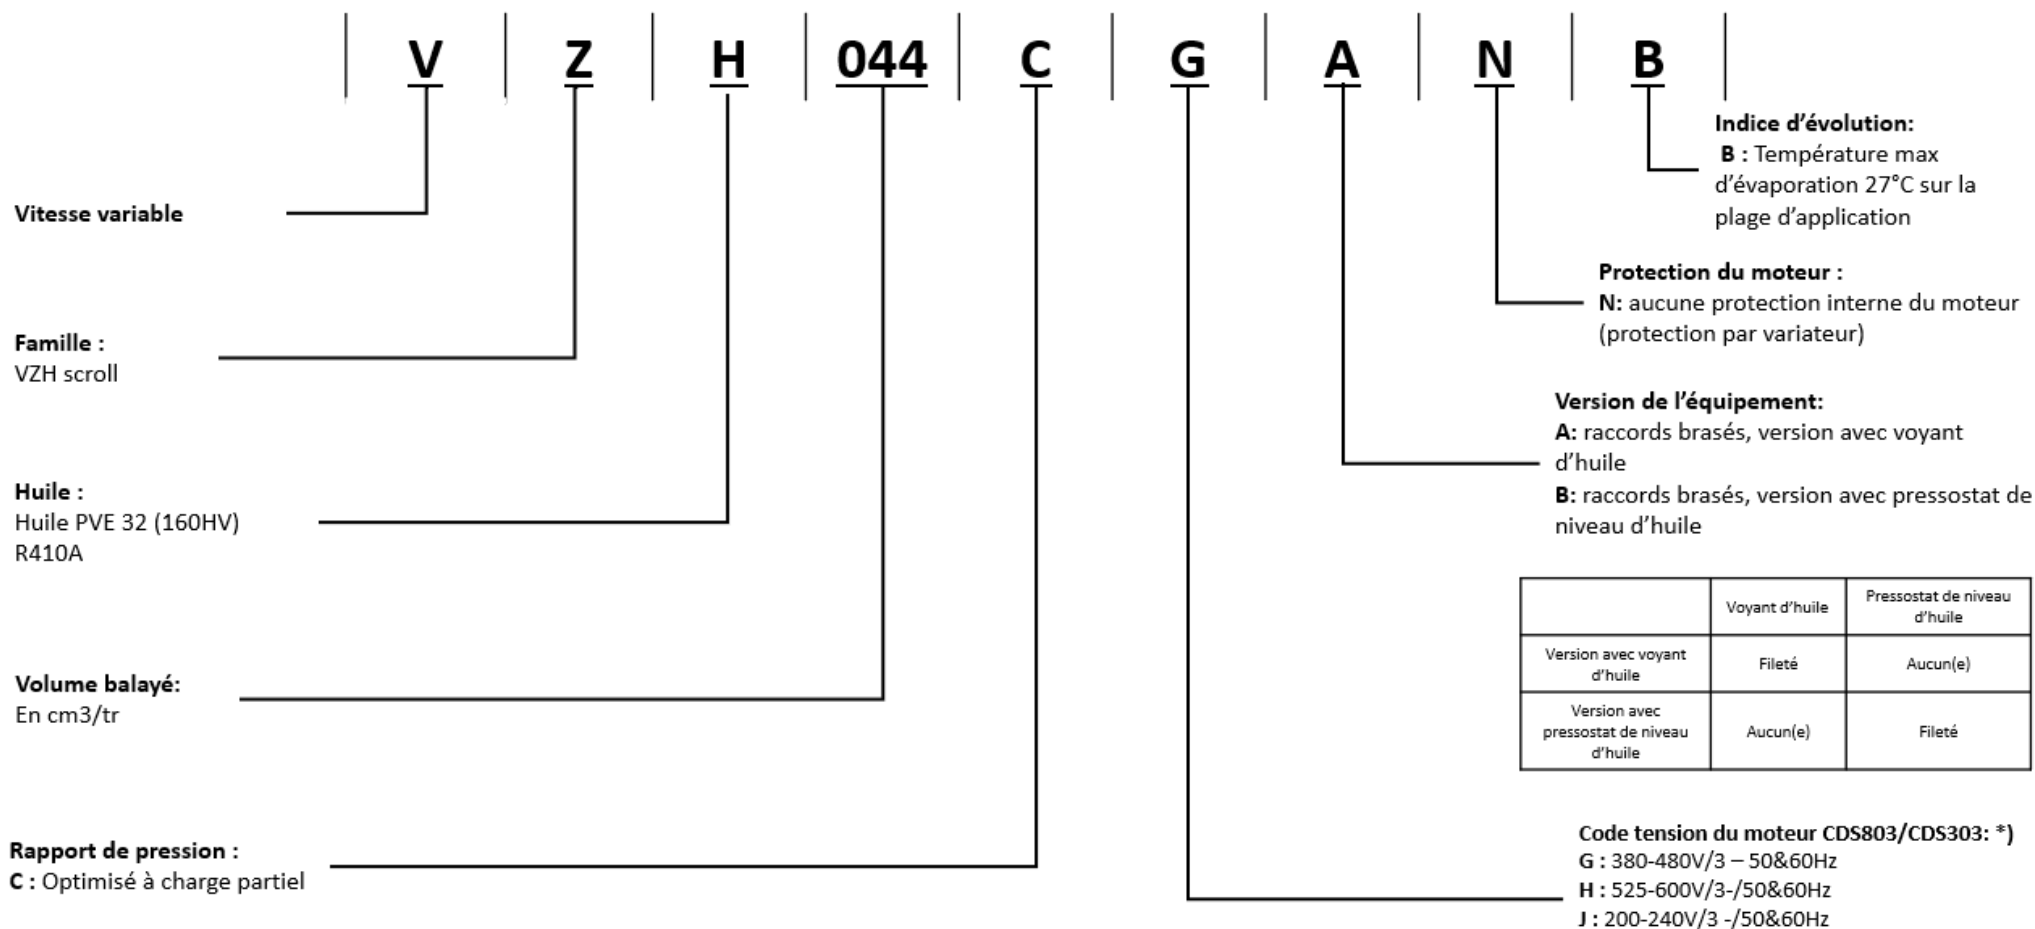 V Z H 044 C G A N B
Indice d'évolution:
B : Température max
d'évaporation 27°C sur la
plage d'application
Vitesse variable
Protection du moteur :
N: aucune protection interne du moteur
(protection par variateur)
Famille :
VZH scroll
Version de l'équipement:
A: raccords brasés, version avec voyant
d'huile
B: raccords brasés, version avec pressostat de
niveau d'huile
Huile :
Huile PVE 32 (160HV)
R410A
Voyant d'huile
Pressostat de niveau
d'huile
Version avec voyant
d'huile
Fileté
Aucun(e)
Version avec
pressostat de niveau
d'huile
Aucun(e)
Fileté
Volume balayé:
En cm3/tr
Rapport de pression :
C : Optimisé à charge partiel
Code tension du moteur CDS803/CDS303: *)
G : 380-480V/3 – 50&60Hz
H : 525-600V/3-/50&60Hz
J : 200-240V/3 -/50&60Hz